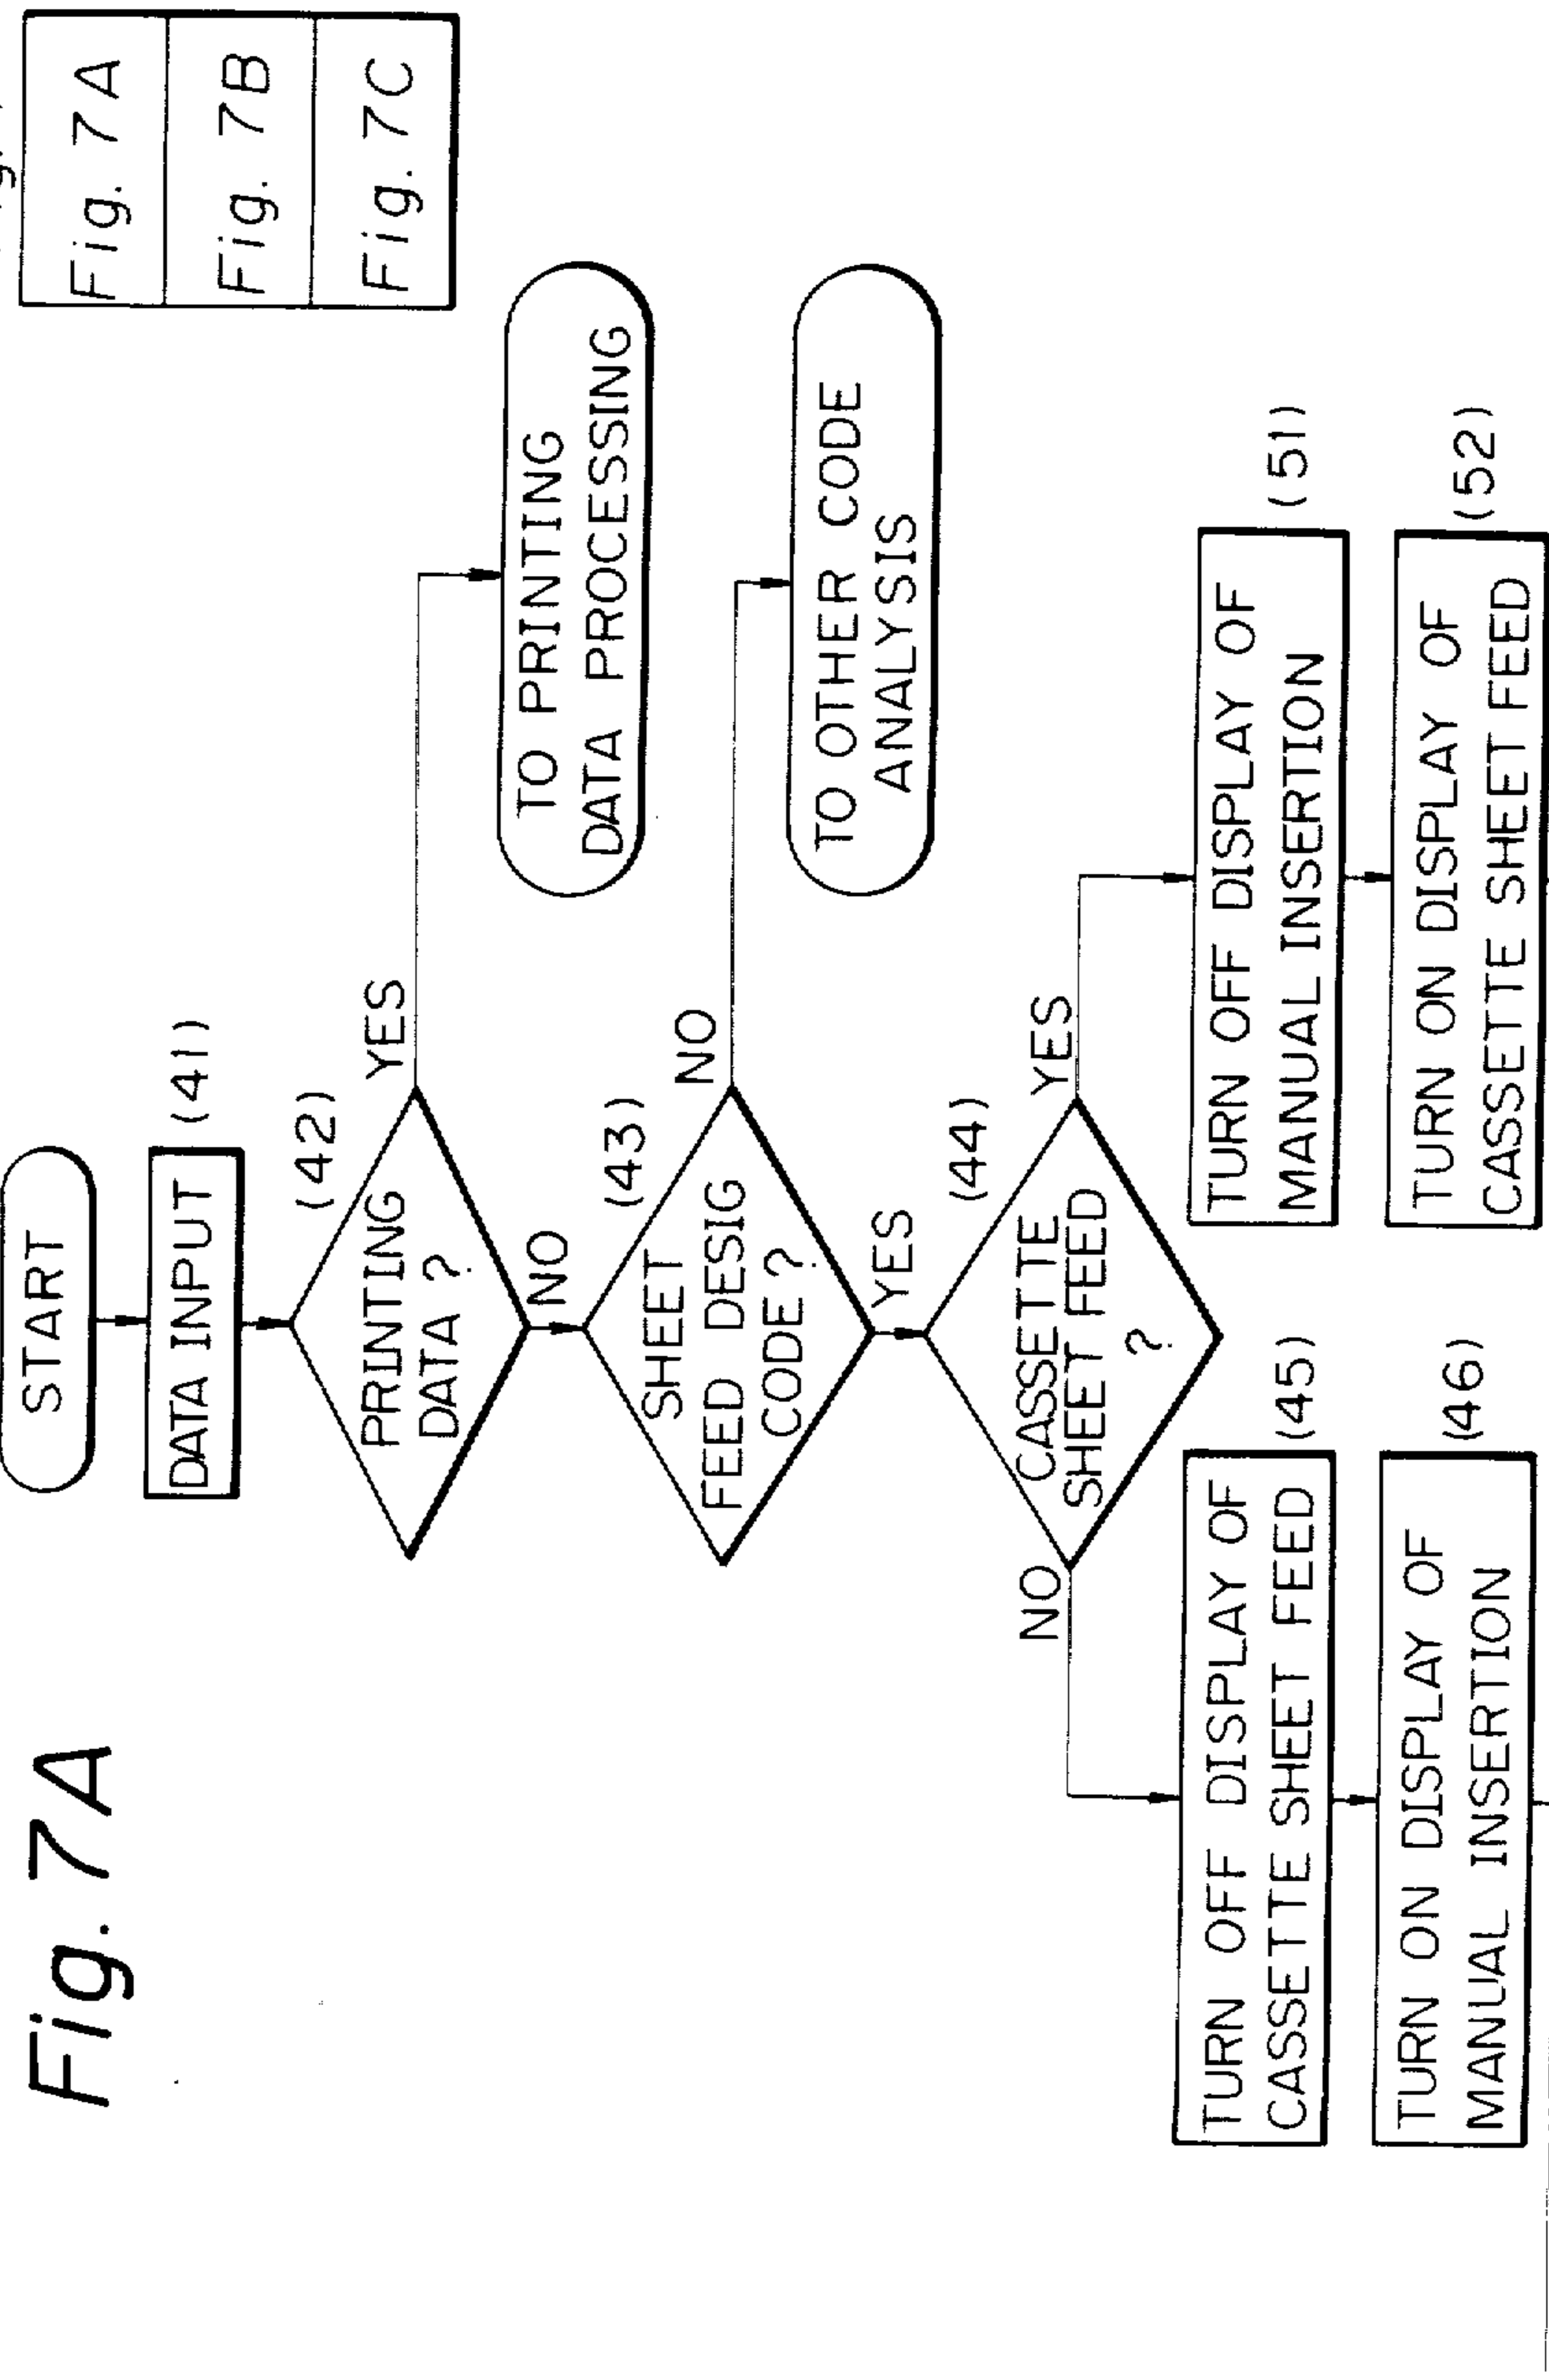 Fig. 7A
Fig. 7A
Fig. 7B
Fig. 7C
START
DATA INPUT
(41)
(42)
PRINTING
DATA ?
YES
NO
TO PRINTING
DATA PROCESSING
(43)
SHEET
FEED DESIG
CODE ?
NO
YES
TO OTHER CODE
ANALYSIS
(44)
CASSETTE
SHEET FEED
?
NO
YES
TURN OFF DISPLAY OF
CASSETTE SHEET FEED
(45)
TURN ON DISPLAY OF
MANUAL INSERTION
(46)
TURN OFF DISPLAY OF
MANUAL INSERTION
(51)
TURN ON DISPLAY OF
CASSETTE SHEET FEED
(52)